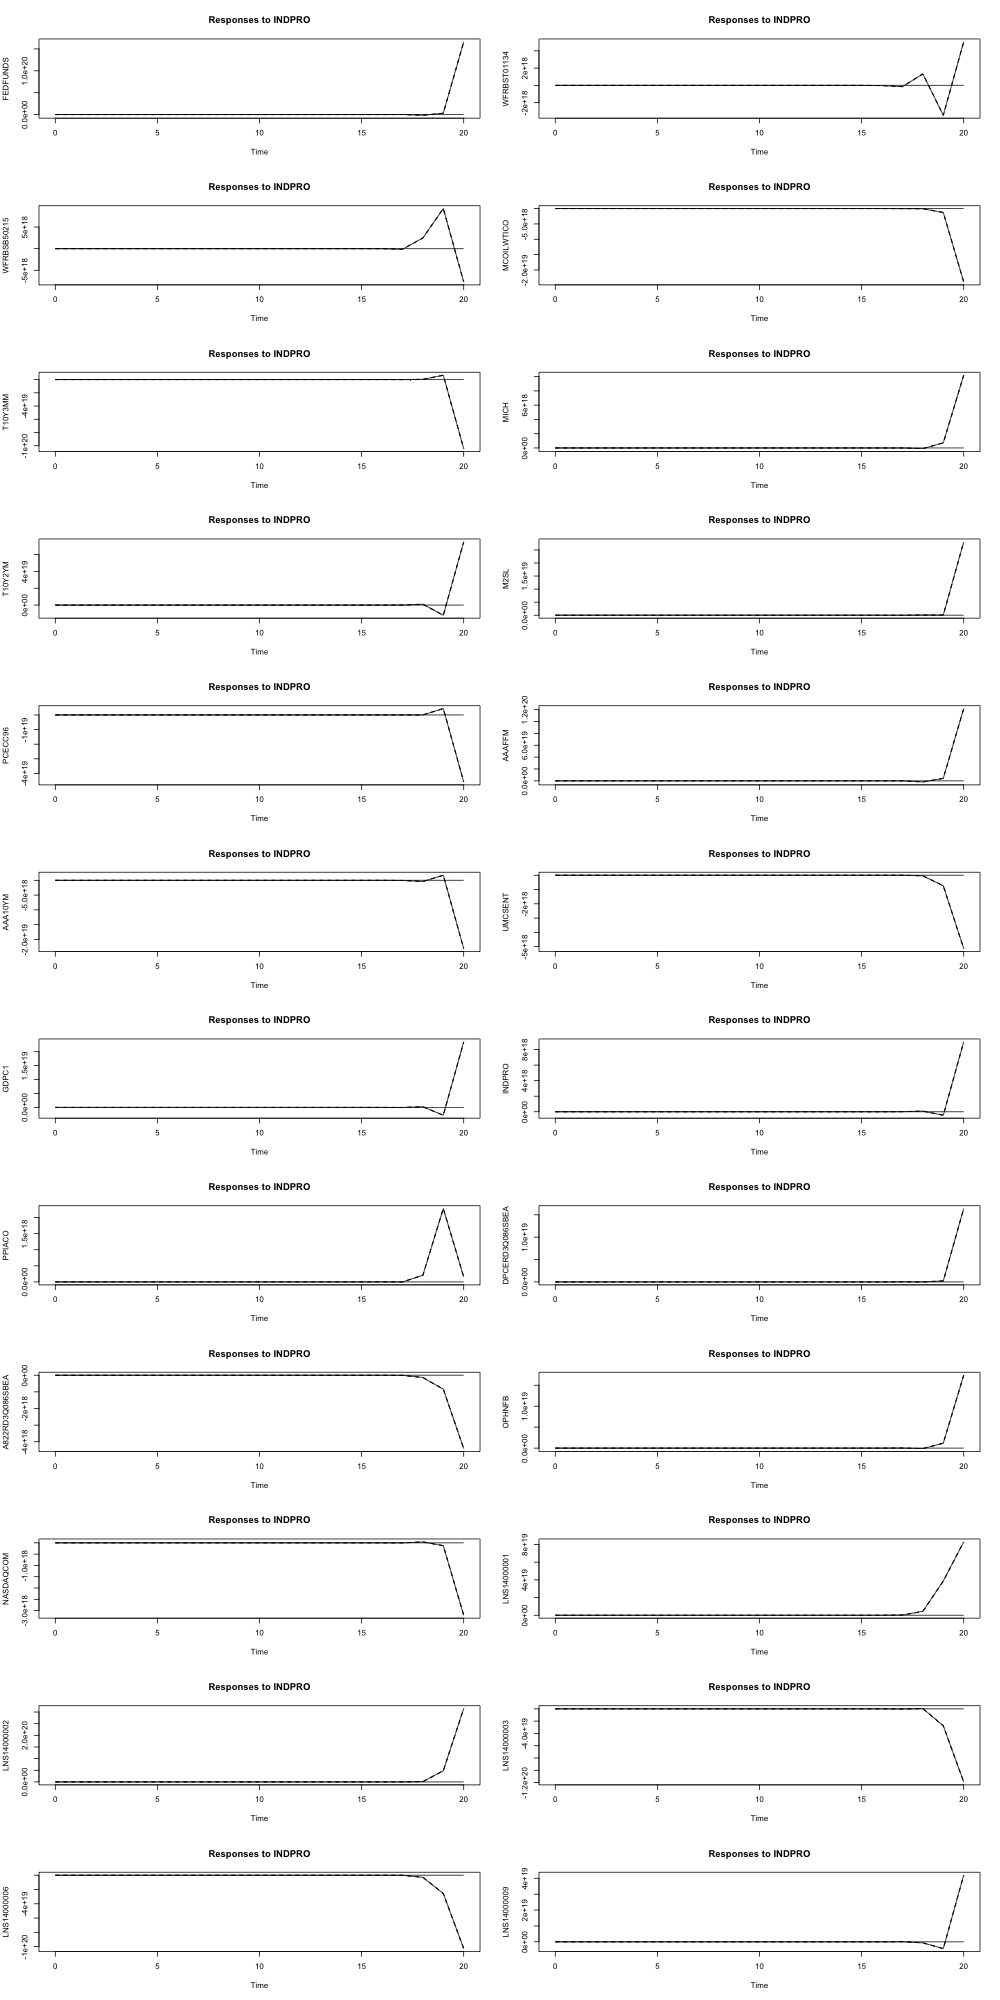 Responses to INDPRO
FEDFUNDS
0.0e+00 1.0e+20
0 5 10 15 20
Time
Responses to INDPRO
WFRBST01134
-2e+18 2e+18
0 5 10 15 20
Time
Responses to INDPRO
WFRBSB50215
-5e+18 5e+18
0 5 10 15 20
Time
Responses to INDPRO
MCOILWTICO
-2.0e+19 -5.0e+18
0 5 10 15 20
Time
Responses to INDPRO
T10Y3MM
-1e+20 -4e+19
0 5 10 15 20
Time
Responses to INDPRO
MICH
0e+00 6e+18
0 5 10 15 20
Time
Responses to INDPRO
T10Y2YM
0e+00 4e+19
0 5 10 15 20
Time
Responses to INDPRO
M2SL
0.0e+00 1.5e+19
0 5 10 15 20
Time
Responses to INDPRO
PCECC96
-4e+19 -1e+19
0 5 10 15 20
Time
Responses to INDPRO
AAAFFM
0.0e+00 6.0e+19 1.2e+20
0 5 10 15 20
Time
Responses to INDPRO
AAA10YM
-2.0e+19 -5.0e+18
0 5 10 15 20
Time
Responses to INDPRO
UMCSENT
-5e+18 -2e+18
0 5 10 15 20
Time
Responses to INDPRO
GDPC1
0.0e+00 1.5e+19
0 5 10 15 20
Time
Responses to INDPRO
INDPRO
0e+00 4e+18 8e+18
0 5 10 15 20
Time
Responses to INDPRO
PPIACO
0.0e+00 1.5e+18
0 5 10 15 20
Time
Responses to INDPRO
DPCERD3Q086SBEA
0.0e+00 1.0e+19
0 5 10 15 20
Time
Responses to INDPRO
A822RD3Q086SBEA
-4e+18 -2e+18 0e+00
0 5 10 15 20
Time
Responses to INDPRO
OPHNFB
0.0e+00 1.0e+19
0 5 10 15 20
Time
Responses to INDPRO
NASDAQCOM
-3.0e+18 -1.0e+18
0 5 10 15 20
Time
Responses to INDPRO
LNS14000001
0e+00 4e+19 8e+19
0 5 10 15 20
Time
Responses to INDPRO
LNS14000002
0.0e+00 2.0e+20
0 5 10 15 20
Time
Responses to INDPRO
LNS14000003
-1.2e+20 -4.0e+19
0 5 10 15 20
Time
Responses to INDPRO
LNS14000006
-1e+20 -4e+19
0 5 10 15 20
Time
Responses to INDPRO
LNS14000009
0e+00 2e+19 4e+19
0 5 10 15 20
Time